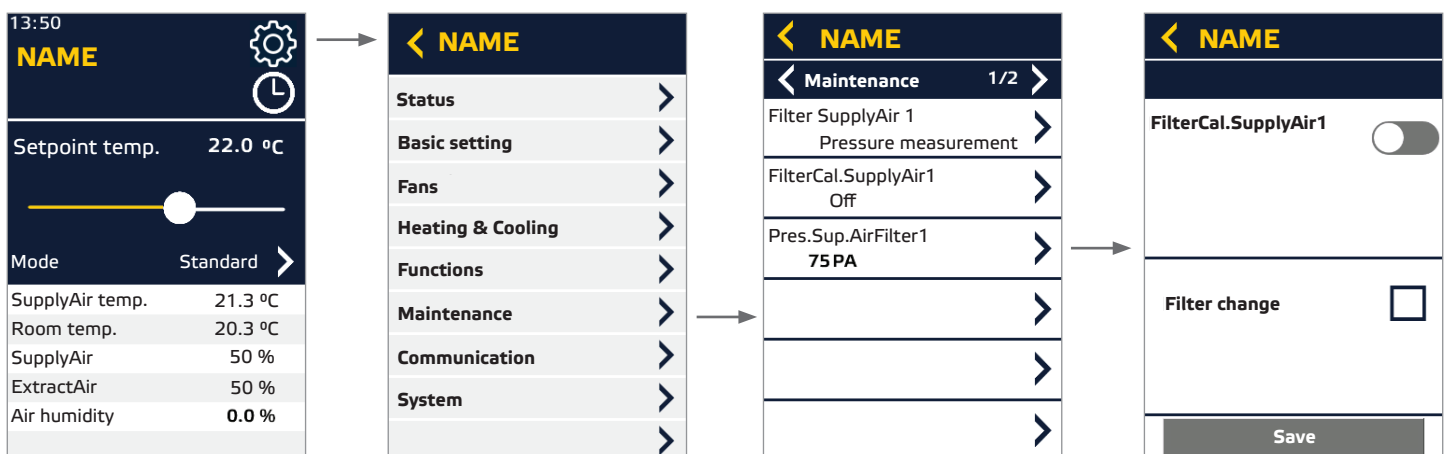 13:50
NAME
Setpoint temp. 22.0 ºC
Mode Standard
SupplyAir temp. 21.3 ºC
Room temp. 20.3 ºC
SupplyAir 50 %
ExtractAir 50 %
Air humidity 0.0 %
NAME
Status
Basic setting
Fans
Heating & Cooling
Functions
Maintenance
Communication
System
NAME
Maintenance 1/2
Filter SupplyAir 1
Pressure measurement
FilterCal.SupplyAir1
Off
Pres.Sup.AirFilter1
75 PA
NAME
FilterCal.SupplyAir1
Filter change
Save